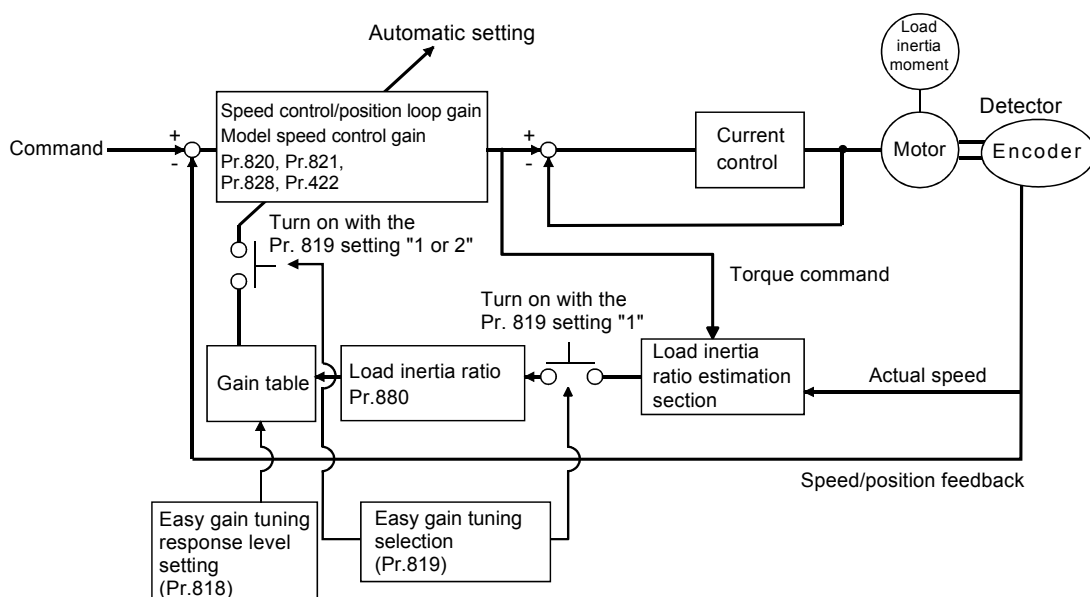 Automatic setting
Load
inertia
moment
Detector
Command
+
-
Speed control/position loop gain
Model speed control gain
Pr.820, Pr.821,
Pr.828, Pr.422
+
-
Current
control
Motor
Encoder
Turn on with the
Pr. 819 setting "1 or 2"
Torque command
Turn on with the
Pr. 819 setting "1"
Gain table
Load inertia ratio
Pr.880
Load inertia
ratio estimation
section
Actual speed
Speed/position feedback
Easy gain tuning
response level
setting
(Pr.818)
Easy gain tuning
selection
(Pr.819)